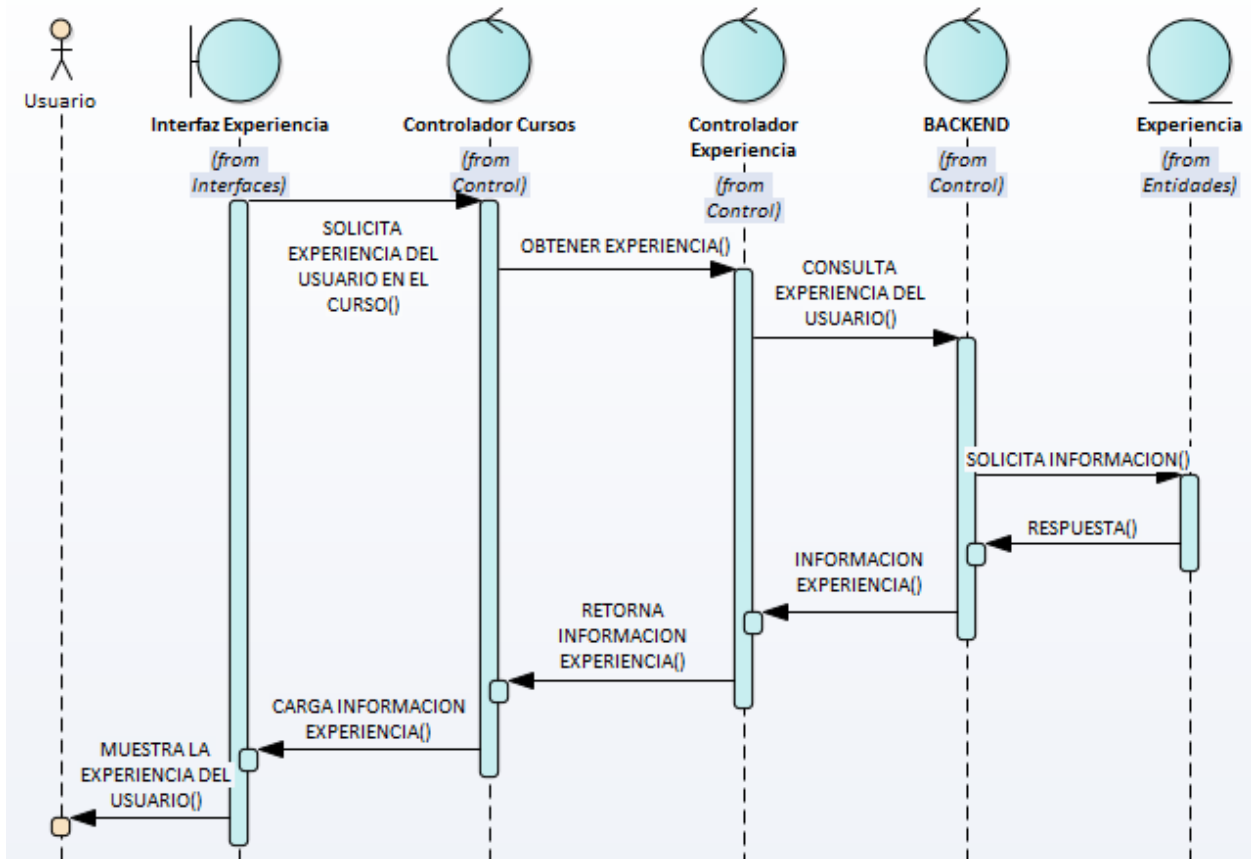 Usuario
Interfaz Experiencia
(from
Interfaces)
Controlador Cursos
(from
Control)
Controlador
Experiencia
(from
Control)
BACKEND
(from
Control)
Experiencia
(from
Entidades)
SOLICITA
EXPERIENCIA DEL
USUARIO EN EL
CURSO()
OBTENER EXPERIENCIA()
CONSULTA
EXPERIENCIA DEL
USUARIO()
SOLICITA INFORMACION()
RESPUESTA()
INFORMACION
EXPERIENCIA()
RETORNA
INFORMACION
EXPERIENCIA()
CARGA INFORMACION
EXPERIENCIA()
MUESTRA LA
EXPERIENCIA DEL
USUARIO()